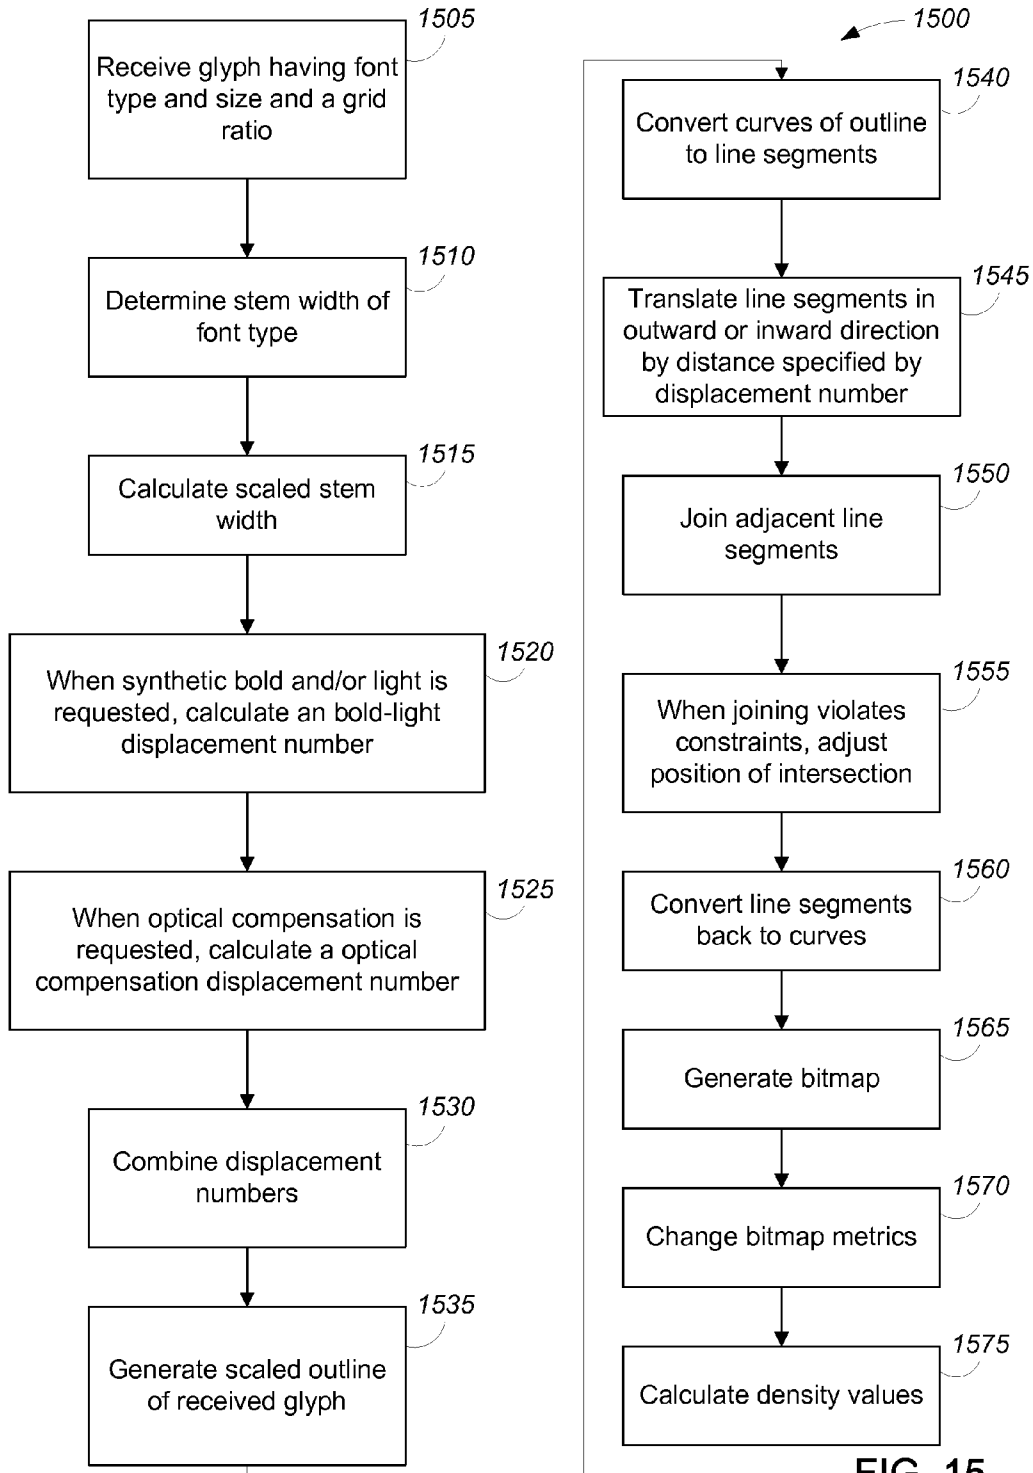 1505
Receive glyph having font
type and size and a grid
ratio
1510
Determine stem width of
font type
1515
Calculate scaled stem
width
1520
When synthetic bold and/or light is
requested, calculate an bold-light
displacement number
1525
When optical compensation is
requested, calculate a optical
compensation displacement number
1530
Combine displacement
numbers
1535
Generate scaled outline
of received glyph
1500
1540
Convert curves of outline
to line segments
1545
Translate line segments in
outward or inward direction
by distance specified by
displacement number
1550
Join adjacent line
segments
1555
When joining violates
constraints, adjust
position of intersection
1560
Convert line segments
back to curves
1565
Generate bitmap
1570
Change bitmap metrics
1575
Calculate density values
FIG. 15